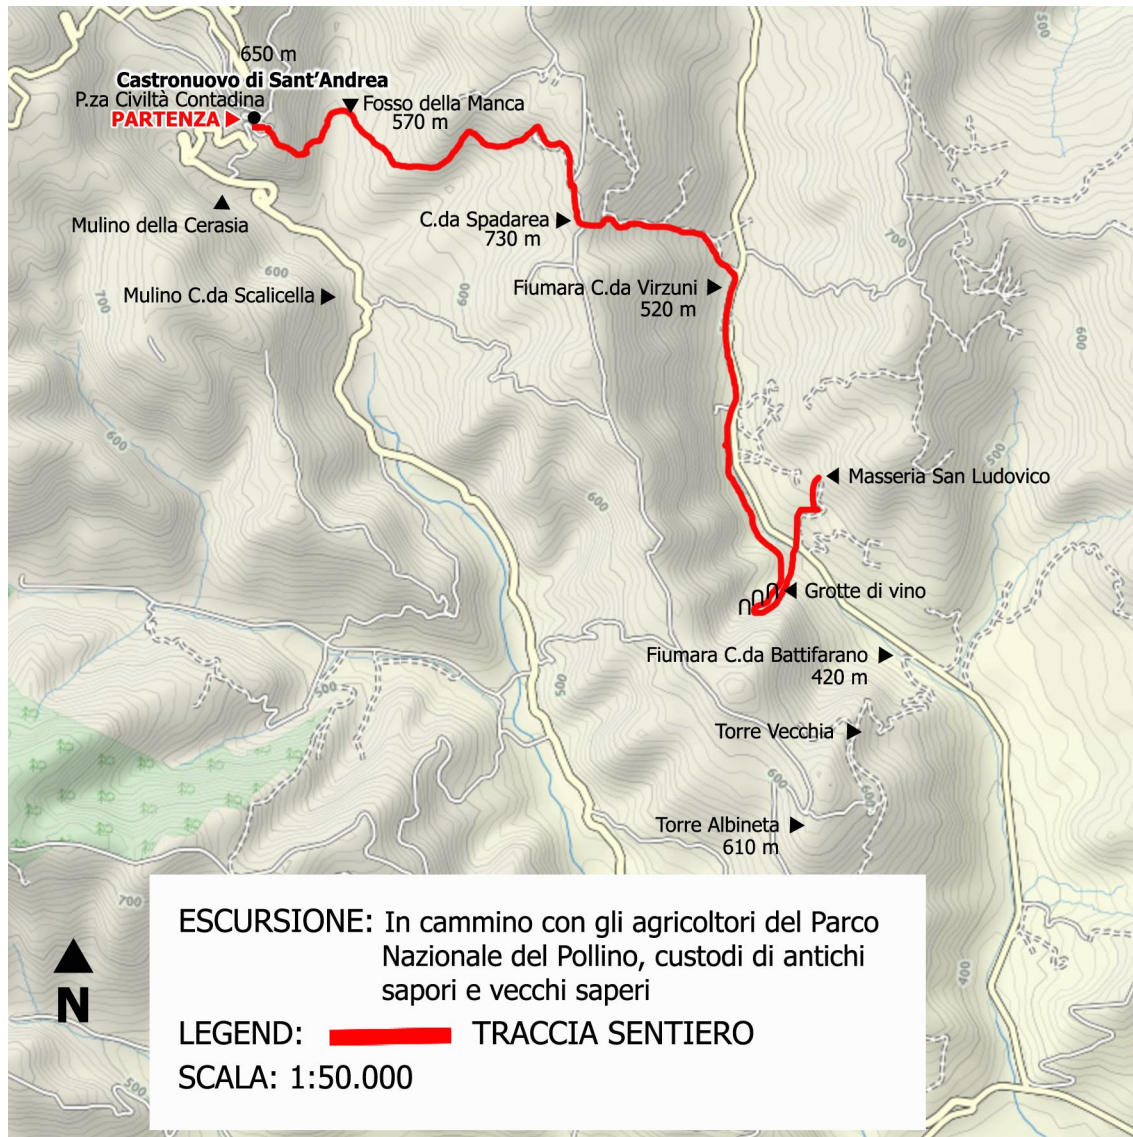 500
650 m
Castronuovo di Sant'Andrea
P.za Civiltà Contadina
PARTENZA
Fosso della Manca
570 m
Mulino della Cerasia
C.da Spadarea
730 m
700
600
700
Mulino C.da Scalicella
600
Fiumara C.da Virzuni
520 m
600
600
500
Masseria San Ludovico
600
Grotte di vino
Fiumara C.da Battifarano
420 m
500
500
Torre Vecchia
600
600
Torre Albineta
610 m
700
ESCURSIONE: In cammino con gli agricoltori del Parco
Nazionale del Pollino, custodi di antichi
sapori e vecchi saperi
400
N
LEGEND: TRACCIA SENTIERO
SCALA: 1:50.000
500